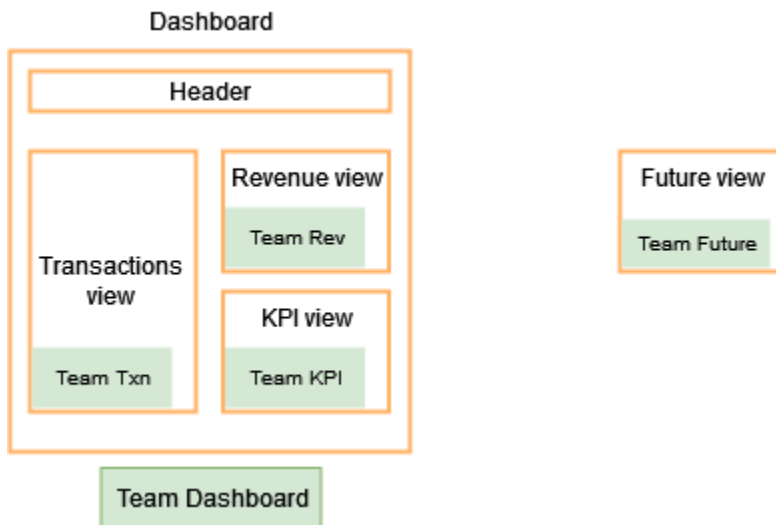 Dashboard
Header
Transactions
view
Team Txn
Revenue view
Team Rev
KPI view
Team KPI
Future view
Team Future
Team Dashboard